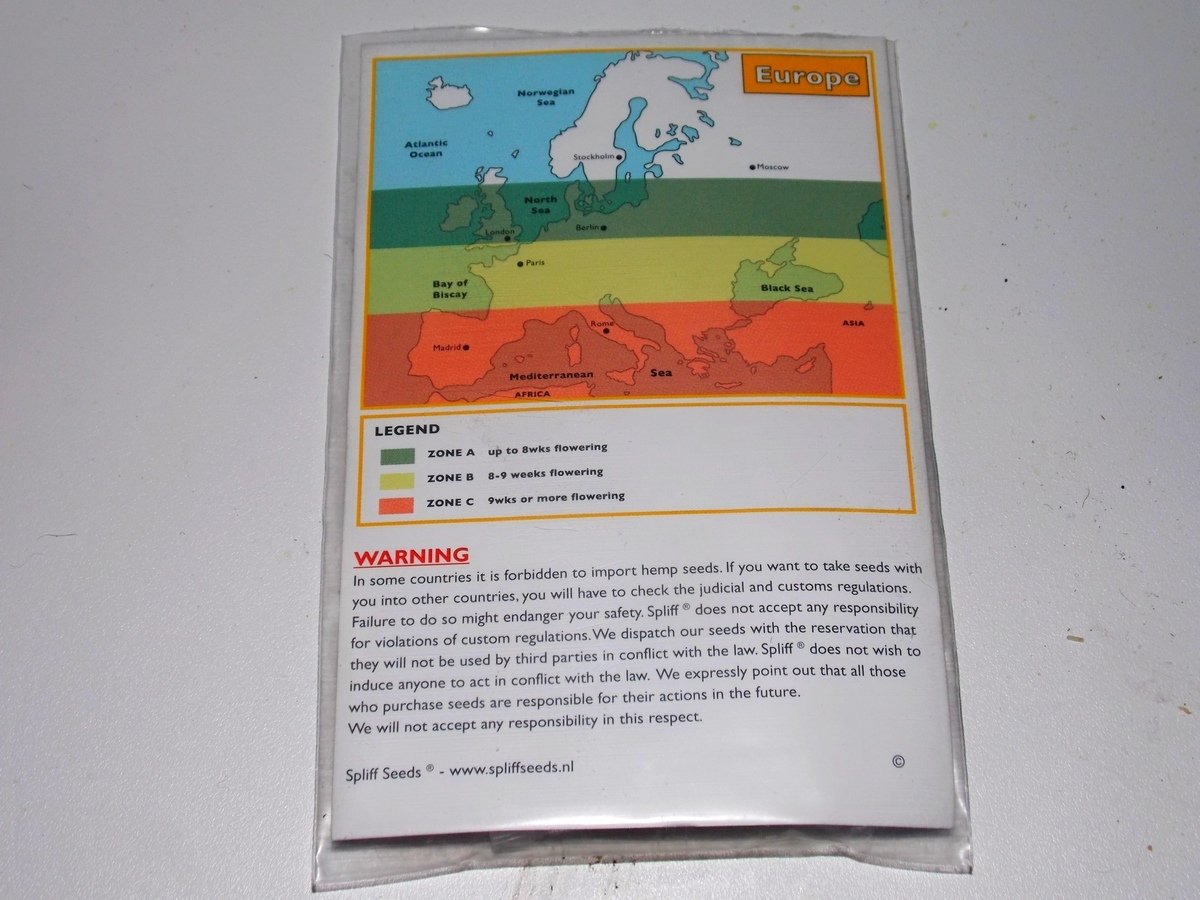 Europe
Norwegian
Sea
Atlantic
Ocean
Stockholm
Moscow
North
Sea
London
Berlin
Paris
Bay of
Biscay
Black Sea
Rome
ASIA
Madrid
Mediterranean Sea
AFRICA
LEGEND
ZONE A up to 8wks flowering
ZONE B 8-9 weeks flowering
ZONE C 9wks or more flowering
WARNING
In some countries it is forbidden to import hemp seeds. If you want to take seeds with
you into other countries, you will have to check the judicial and customs regulations.
Failure to do so might endanger your safety. Spliff ® does not accept any responsibility
for violations of custom regulations. We dispatch our seeds with the reservation that
they will not be used by third parties in conflict with the law. Spliff ® does not wish to
induce anyone to act in conflict with the law. We expressly point out that all those
who purchase seeds are responsible for their actions in the future.
We will not accept any responsibility in this respect.
Spliff Seeds ® - www.spliffseeds.nl ©